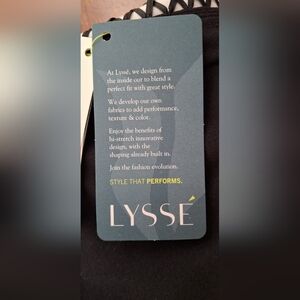 At Lyssé, we design from
the inside out to blend a
perfect fit with great style.
We develop our own
fabrics to add performance,
texture & color.
Enjoy the benefits of
hi-stretch innovative
design, with the
shaping already built in.
Join the fashion evolution.
STYLE THAT PERFORMS.
LYSSÉ